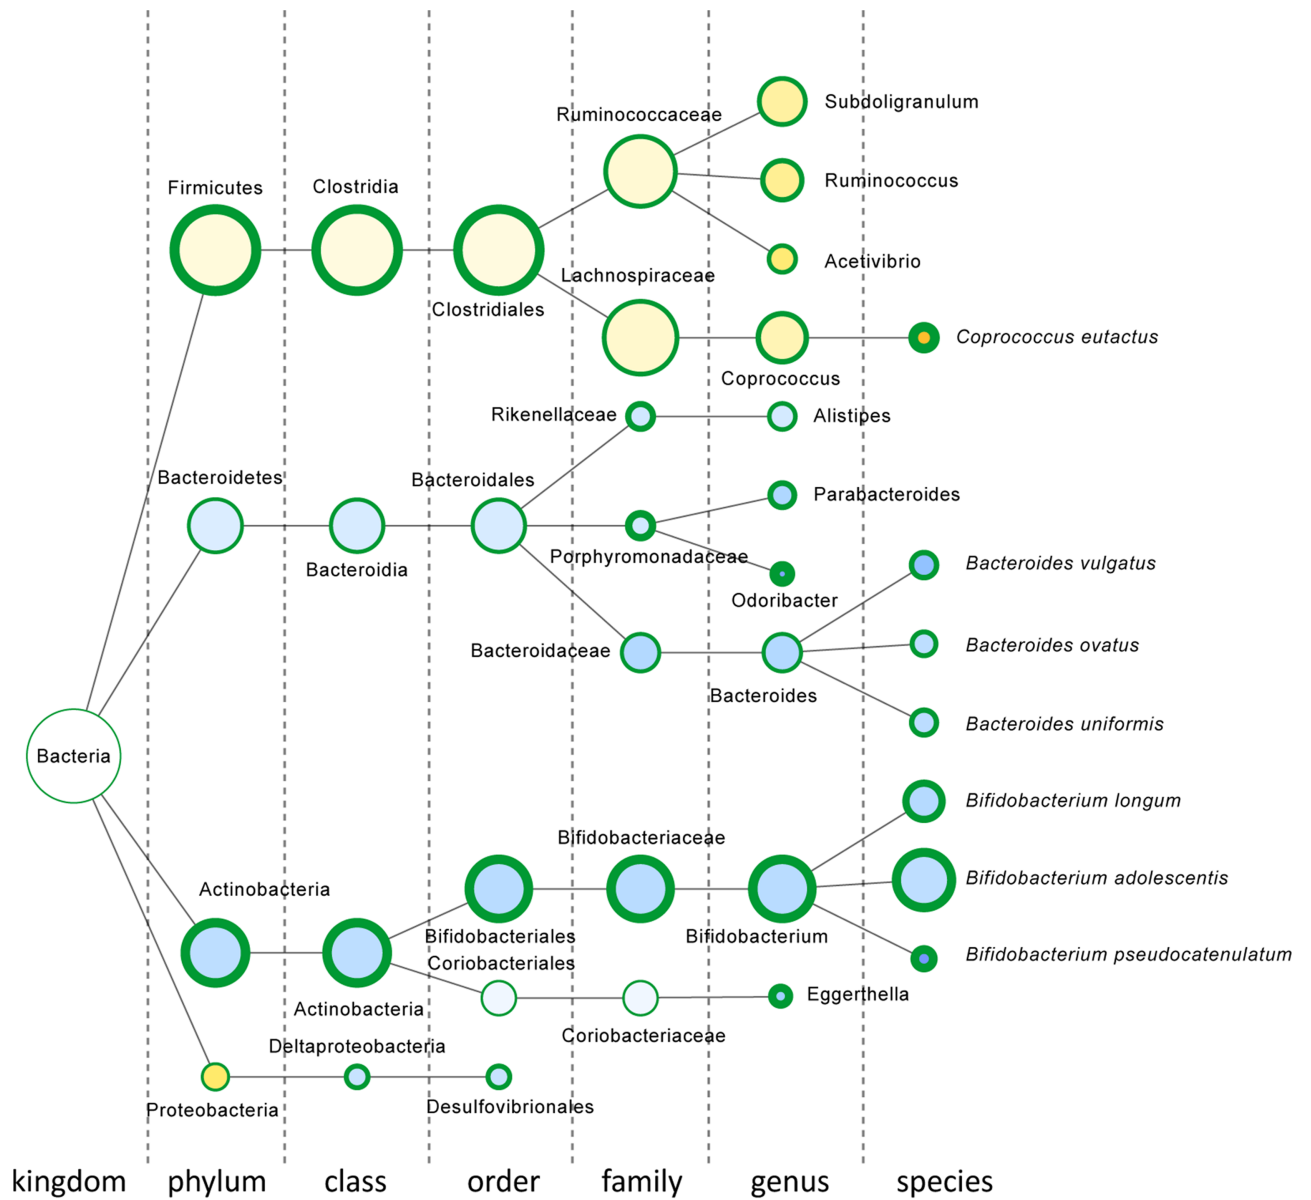 Subdoligranulum
Ruminococcaceae
Ruminococcus
Firmicutes
Clostridia
Acetivibrio
Lachnospiraceae
Clostridiales
Coprococcus eutactus
Coprococcus
Rikenellaceae
Alistipes
Bacteroidetes
Bacteroidales
Parabacteroides
Porphyromonadaceae
Bacteroidia
Bacteroides vulgatus
Odoribacter
Bacteroides ovatus
Bacteroidaceae
Bacteroides
Bacteroides uniformis
Bacteria
Bifidobacterium longum
Bifidobacteriaceae
Actinobacteria
Bifidobacterium adolescentis
Bifidobacteriales
Bifidobacterium
Coriobacteriales
Bifidobacterium pseudocatenulatum
Eggerthella
Actinobacteria
Coriobacteriaceae
Deltaproteobacteria
Proteobacteria
Desulfovibrionales
kingdom phylum class order family genus species